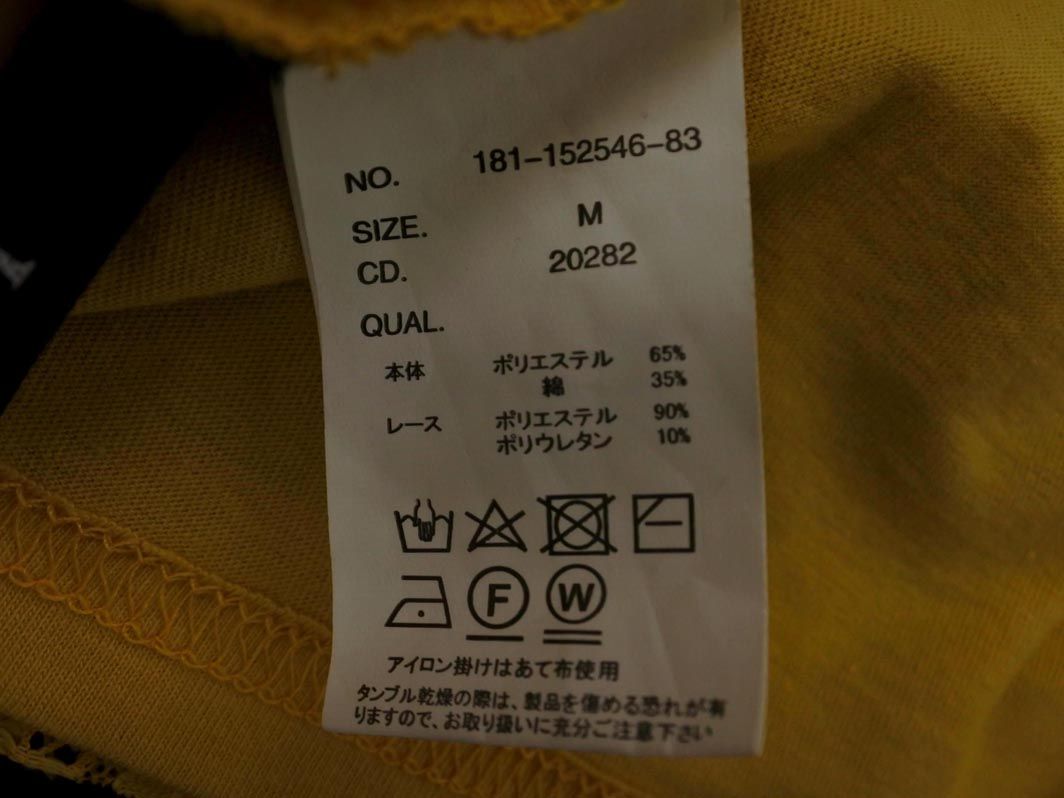 NO. 181-152546-83
SIZE. M
CD. 20282
QUAL.
本体 ポリエステル 65%
綿 35%
レース ポリエステル 90%
ポリウレタン 10%
F W
アイロン掛けはあて布使用
タンブル乾燥の際は、製品を傷める恐れが有
りますので、お取り扱いに充分ご注意下さい